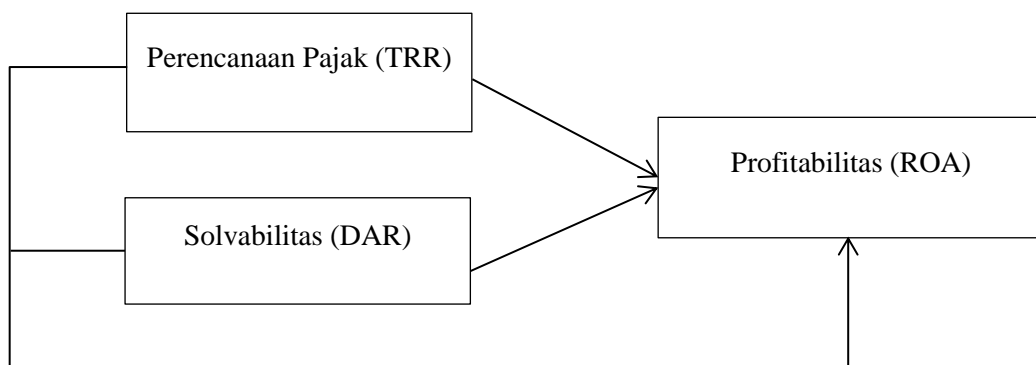 Perencanaan Pajak (TRR)
Profitabilitas (ROA)
Solvabilitas (DAR)